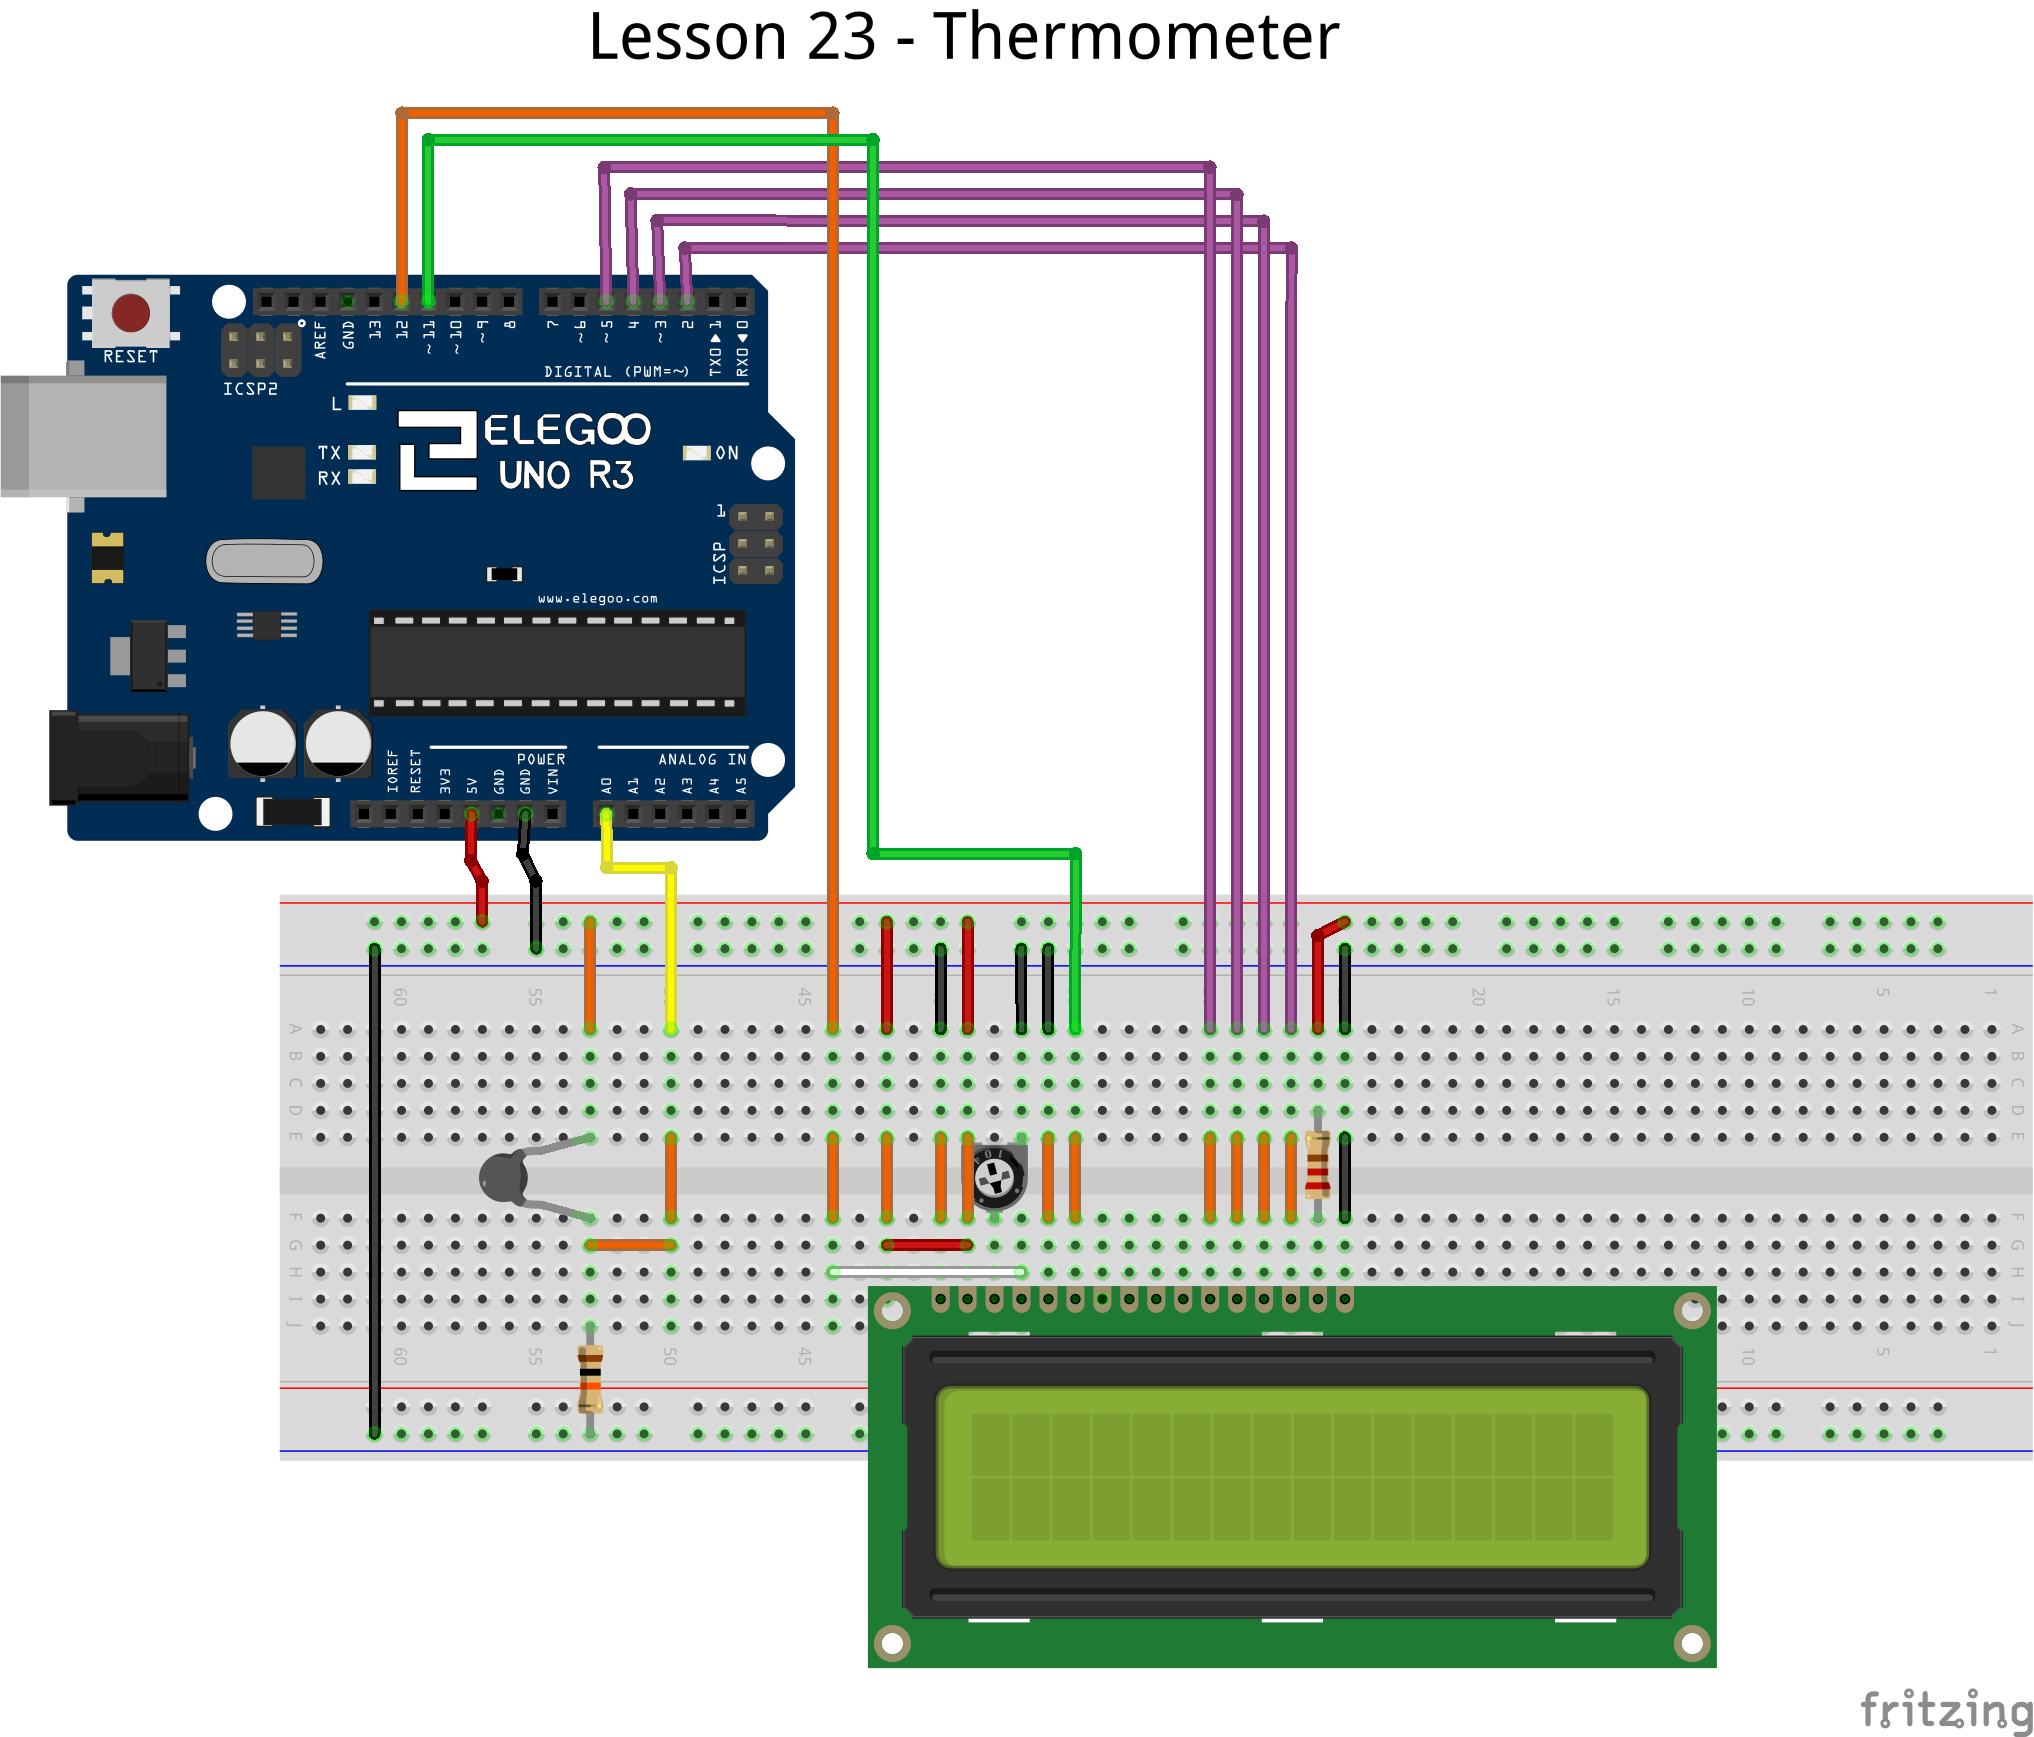 Lesson 23 - Thermometer
RESET
ICSP2
AREF
GND
13
12
~11
~10
~9
8
7
~6
~5
4
~3
2
TX0▶1
RX0◀0
DIGITAL (PWM=~)
L
TX
RX
ELEGOO
UNO R3
ON
1
ICSP
www.elegoo.com
POWER
ANALOG IN
IOREF
RESET
3V3
5V
GND
GND
VIN
A0
A1
A2
A3
A4
A5
60
55
45
20
15
10
5
1
A
B
C
D
E
A
B
C
D
E
104
F
G
H
I
J
F
G
H
I
J
60
55
50
45
10
5
1
fritzing